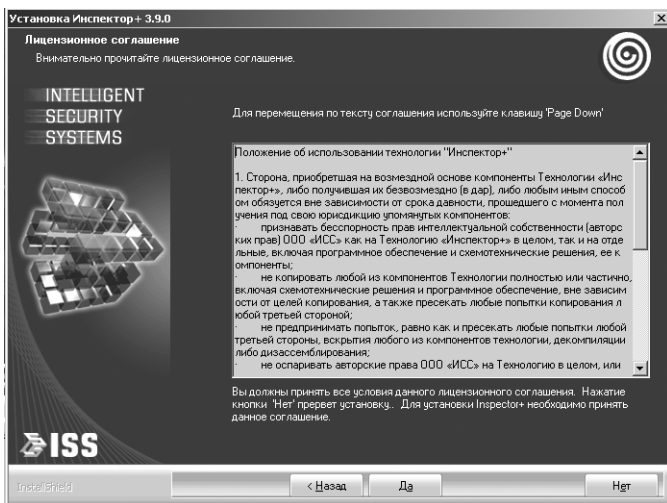 Установка Инспектор+ 3.9.0
Лицензионное соглашение
Внимательно прочитайте лицензионное соглашение.
INTELLIGENT
SECURITY
SYSTEMS
Для перемещения по тексту соглашения используйте клавишу 'Page Down'
Положение об использовании технологии "Инспектор+"
1. Сторона, приобретшая на возмездной основе компоненты Технологии «Инс
пектор+», либо получившая их безвозмездно (в дар), либо любым иным способ
ом обязуется вне зависимости от срока давности, прошедшего с момента пол
учения под свою юрисдикцию упомянутых компонентов:
· признавать бесспорность прав интеллектуальной собственности (авторс
ких прав) ООО «ИСС» как на Технологию «Инспектор+» в целом, так и на отде
льные, включая программное обеспечение и схемотехнические решения, ее к
омпоненты;
· не копировать любой из компонентов Технологии полностью или частично,
включая схемотехнические решения и программное обеспечение, вне зависим
ости от целей копирования, а также пресекать любые попытки копирования л
юбой третьей стороной;
· не предпринимать попыток, равно как и пресекать любые попытки любой
третьей стороны, вскрытия любого из компонентов технологии, декомпиляции
либо дизассемблирования;
· не оспаривать авторские права ООО «ИСС» на Технологию в целом, или
Вы должны принять все условия данного лицензионного соглашения. Нажатие
кнопки 'Нет' прервет установку.. Для установки Inspector+ необходимо принять
данное соглашение.
ISS
InstallShield
< Назад
Да
Нет